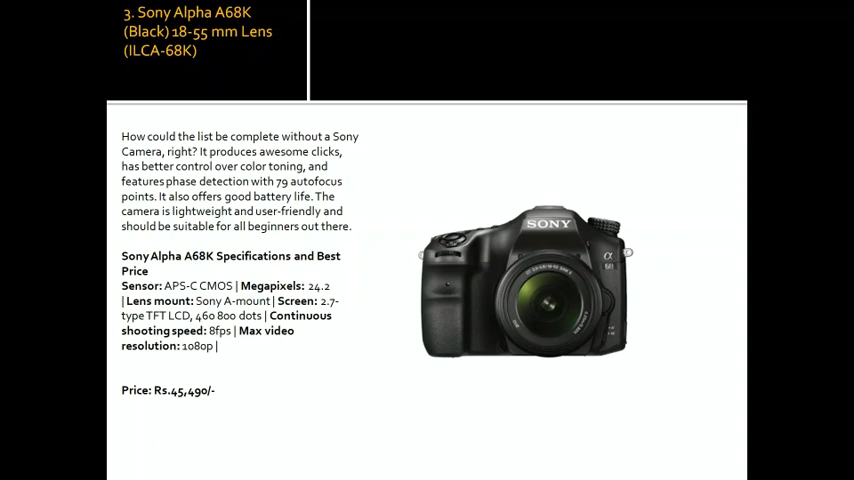 3. Sony Alpha A68K
(Black) 18-55 mm Lens
(ILCA-68K)
How could the list be complete without a Sony
Camera, right? It produces awesome clicks,
has better control over color toning, and
features phase detection with 79 autofocus
points. It also offers good battery life. The
camera is lightweight and user-friendly and
should be suitable for all beginners out there.
Sony Alpha A68K Specifications and Best
Price
Sensor: APS-C CMOS | Megapixels: 24.2
| Lens mount: Sony A-mount | Screen: 2.7-
type TFT LCD, 460 800 dots | Continuous
shooting speed: 8fps | Max video
resolution: 1080p |
Price: Rs.45,490/-
SONY
α
68